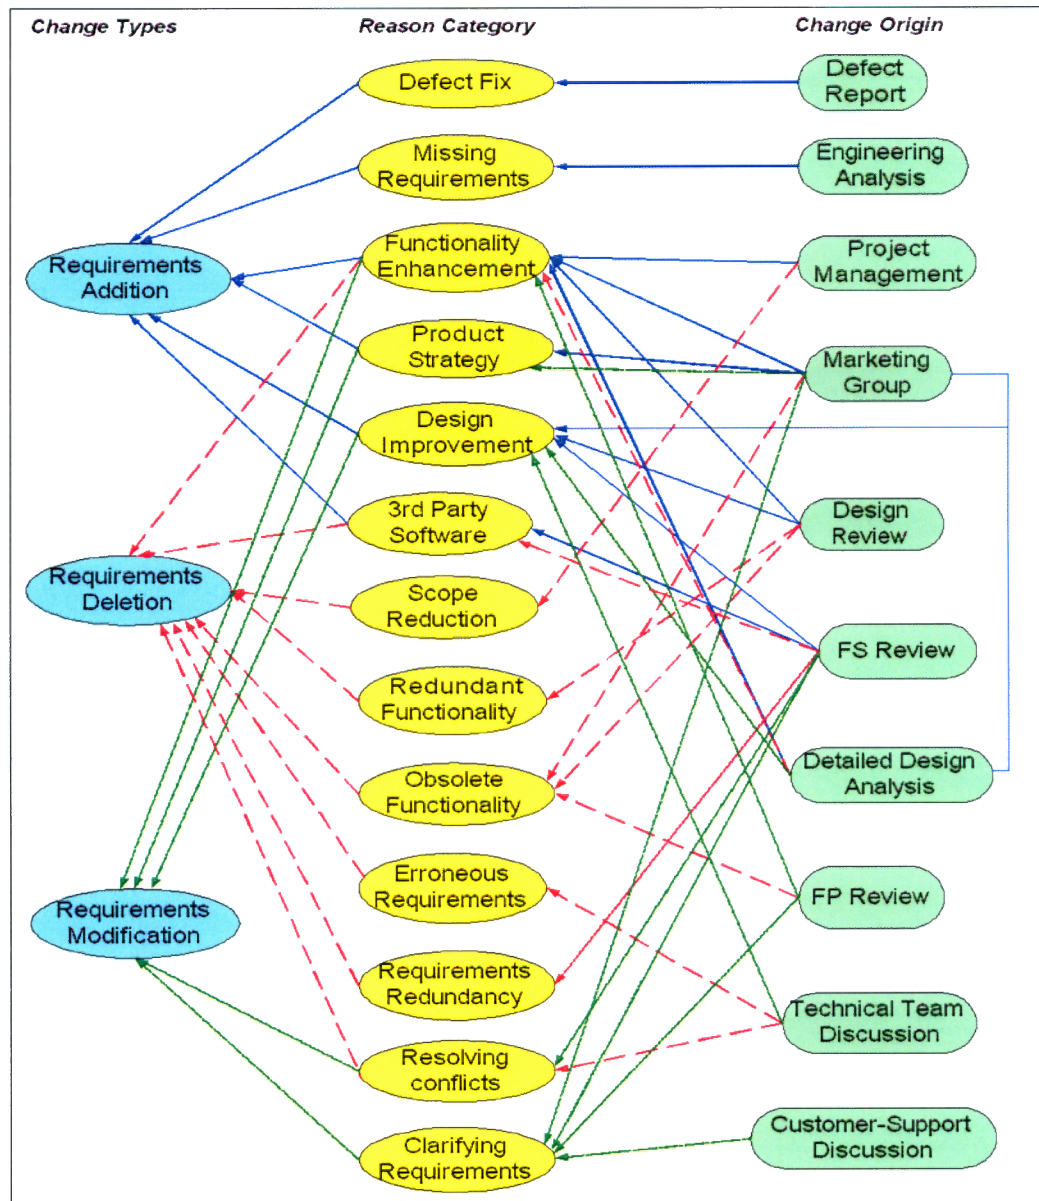 Change Types
Reason Category
Change Origin
Defect Fix
Defect
Report
Missing
Requirements
Engineering
Analysis
Requirements
Addition
Functionality
Enhancement
Project
Management
Product
Strategy
Marketing
Group
Design
Improvement
3rd Party
Software
Design
Review
Requirements
Deletion
Scope
Reduction
FS Review
Redundant
Functionality
Obsolete
Functionality
Detailed Design
Analysis
Erroneous
Requirements
FP Review
Requirements
Modification
Requirements
Redundancy
Technical Team
Discussion
Resolving
conflicts
Clarifying
Requirements
Customer-Support
Discussion